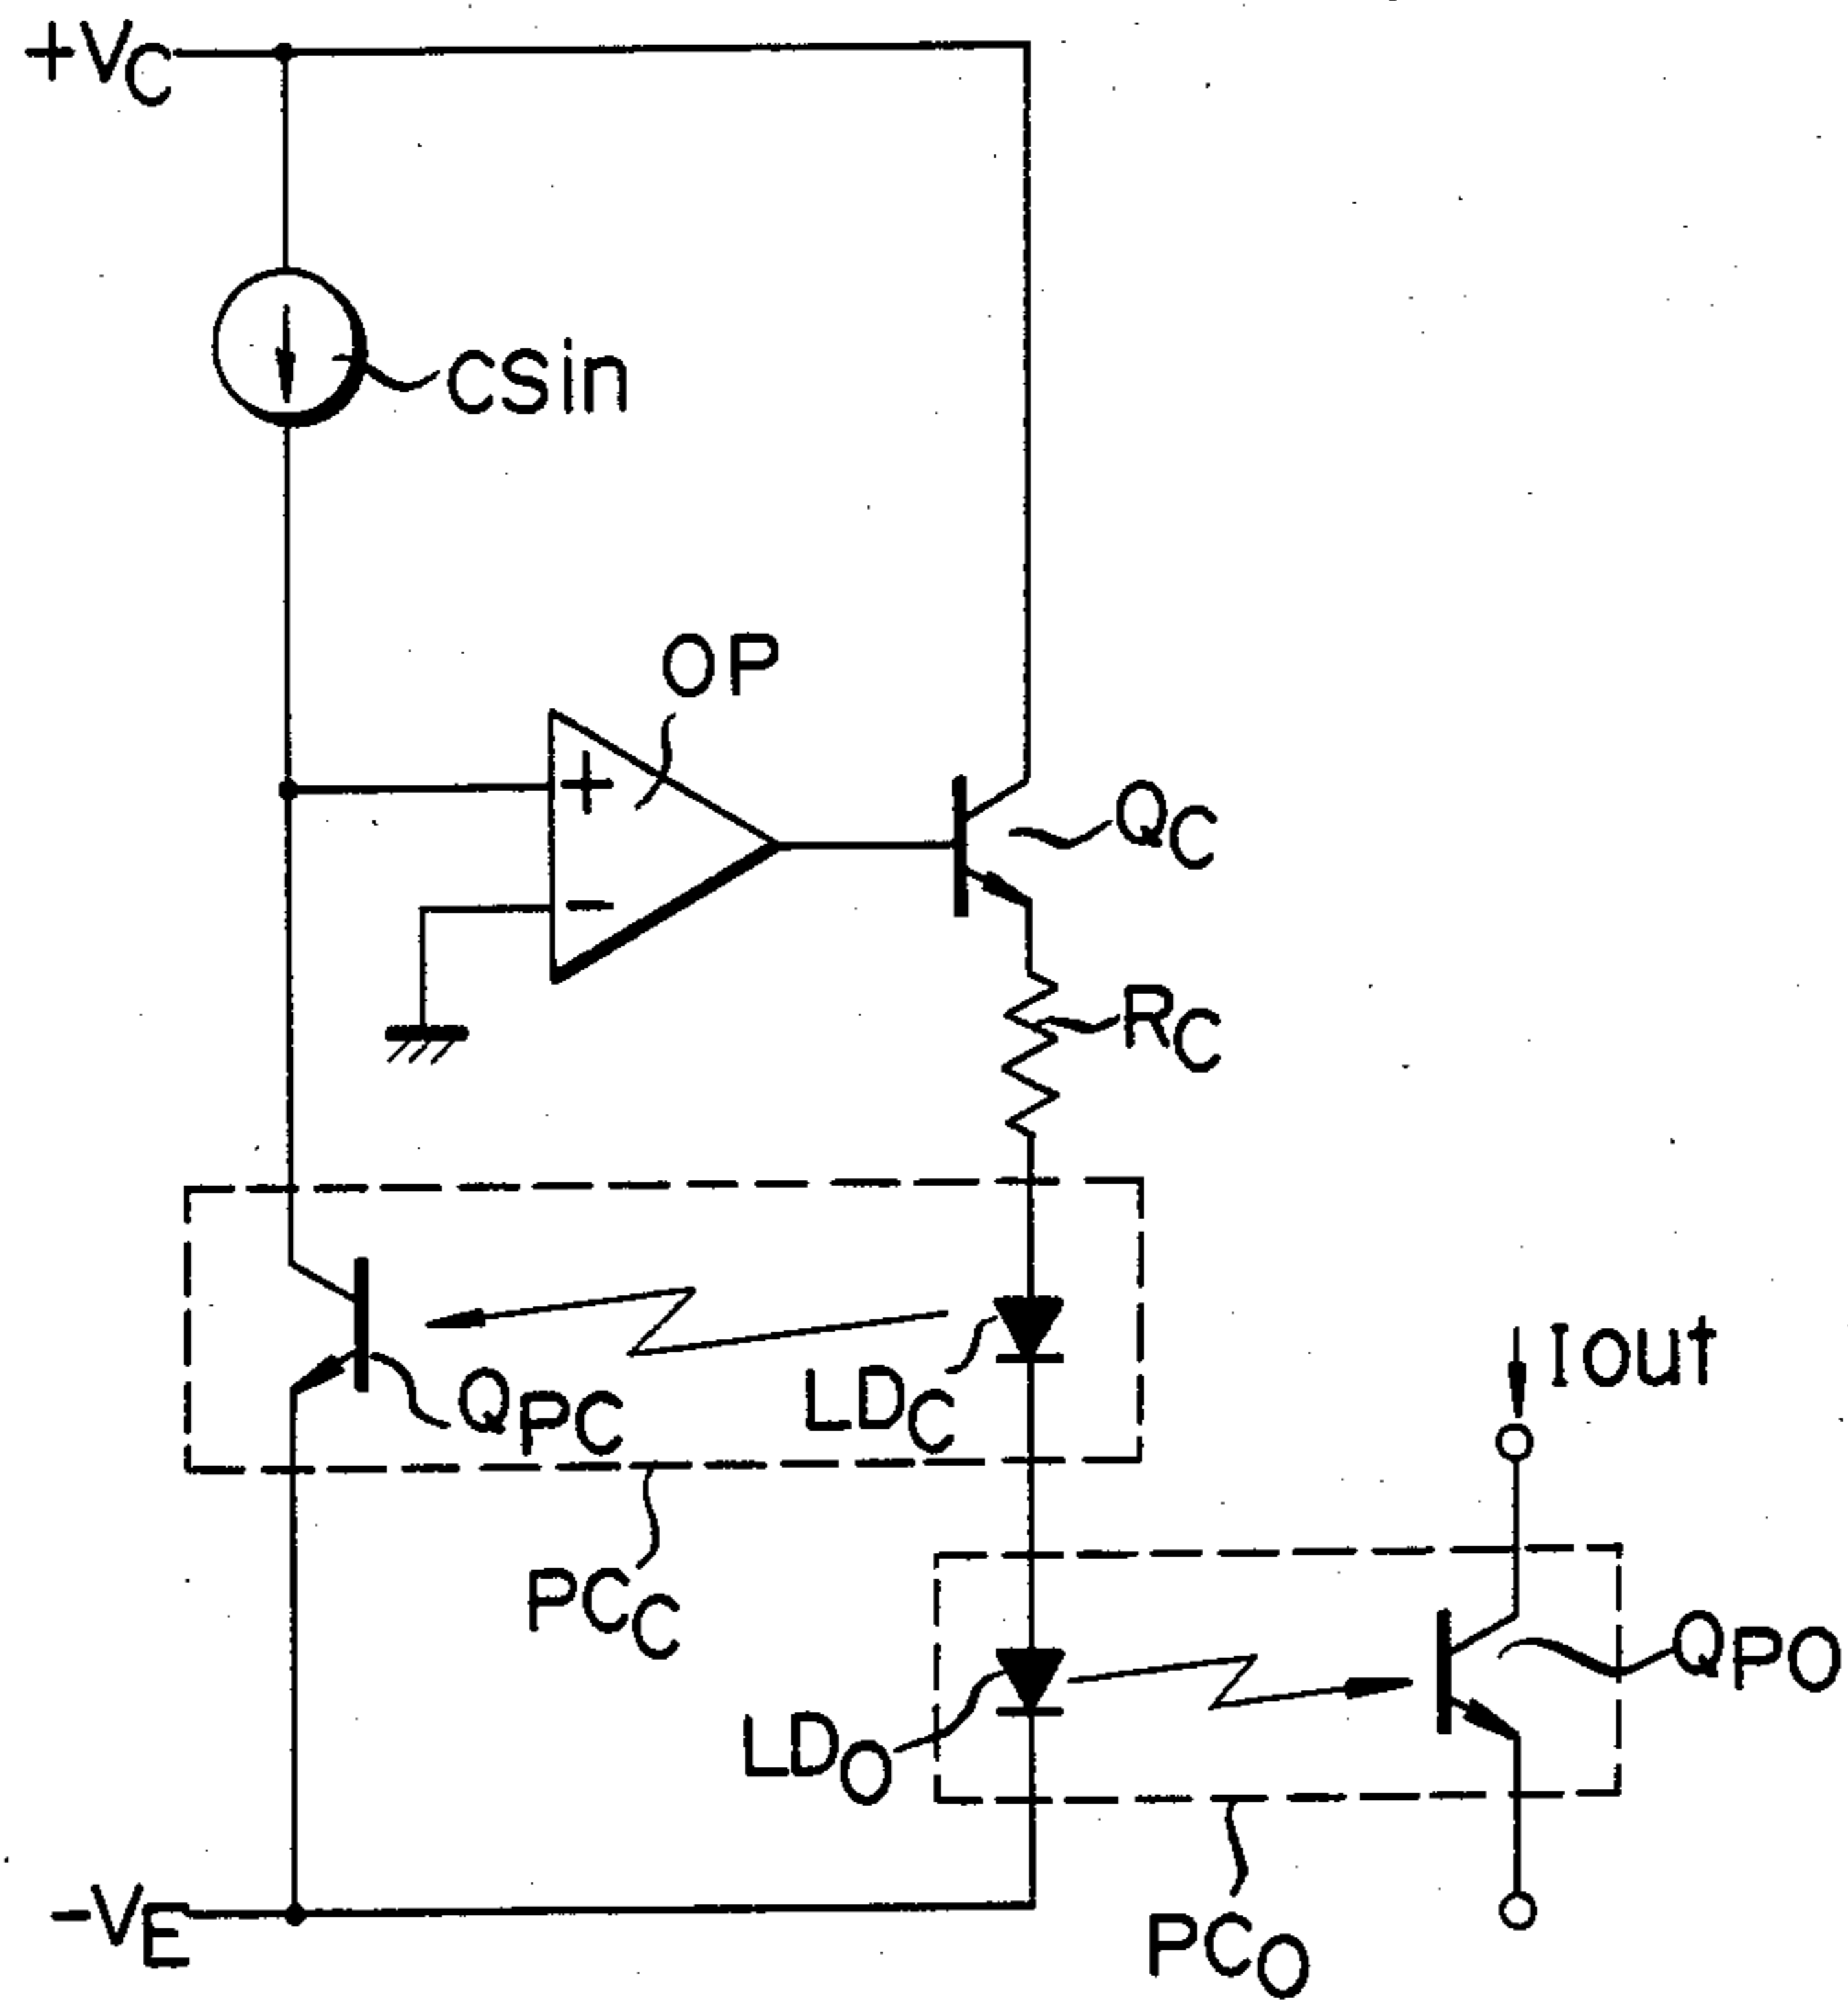 +VC
CSin
OP
+
-
QC
RC
Iout
QPC
LDC
PCC
QPO
LDO
-VE
PCO